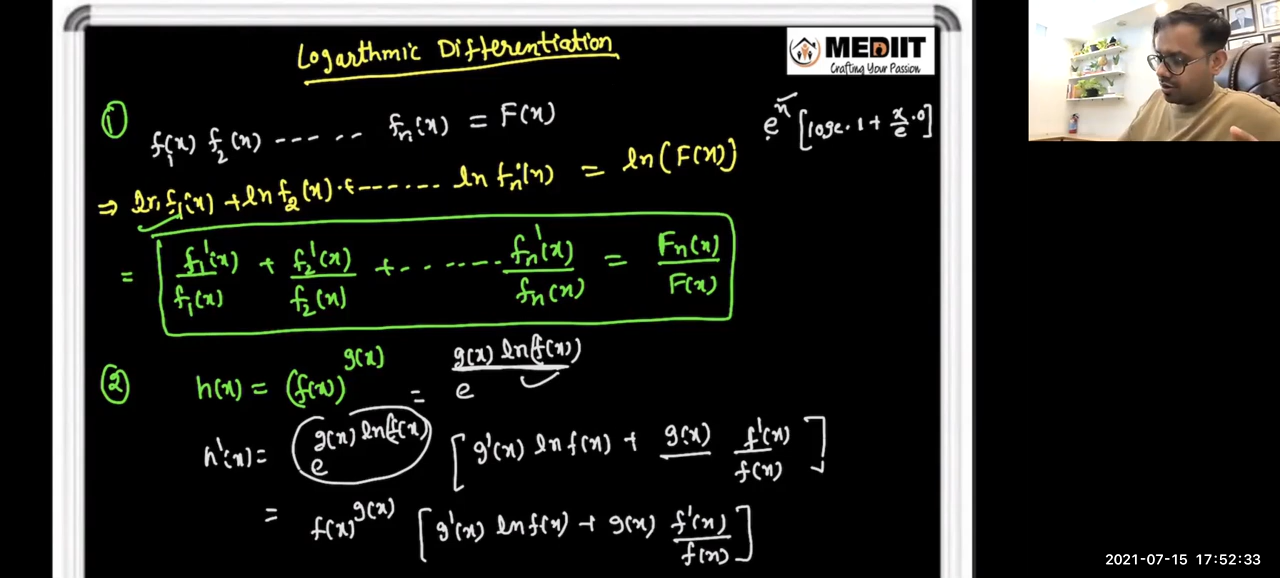 Logarthmic Differentiation
MEDIIT
Crafting Your Passion
① f₁(x) f₂(x) ------ fₙ(x) = F(x)
eˣ [loge·1 + x/e·0]
⇒ ln f₁(x) + ln f₂(x) + ------ ln fₙ(x) = ln(F(x))
= f₁'(x)/f₁(x) + f₂'(x)/f₂(x) + ------ fₙ'(x)/fₙ(x) = Fₙ(x)/F(x)
② h(x) = (f(x))^g(x) = e^g(x) ln(f(x))
h'(x) = e^g(x) ln(f(x) [g'(x) ln f(x) + g(x) f'(x)/f(x)]
= f(x)^g(x) [g'(x) ln f(x) + g(x) f'(x)/f(x)]
2021-07-15 17:52:33